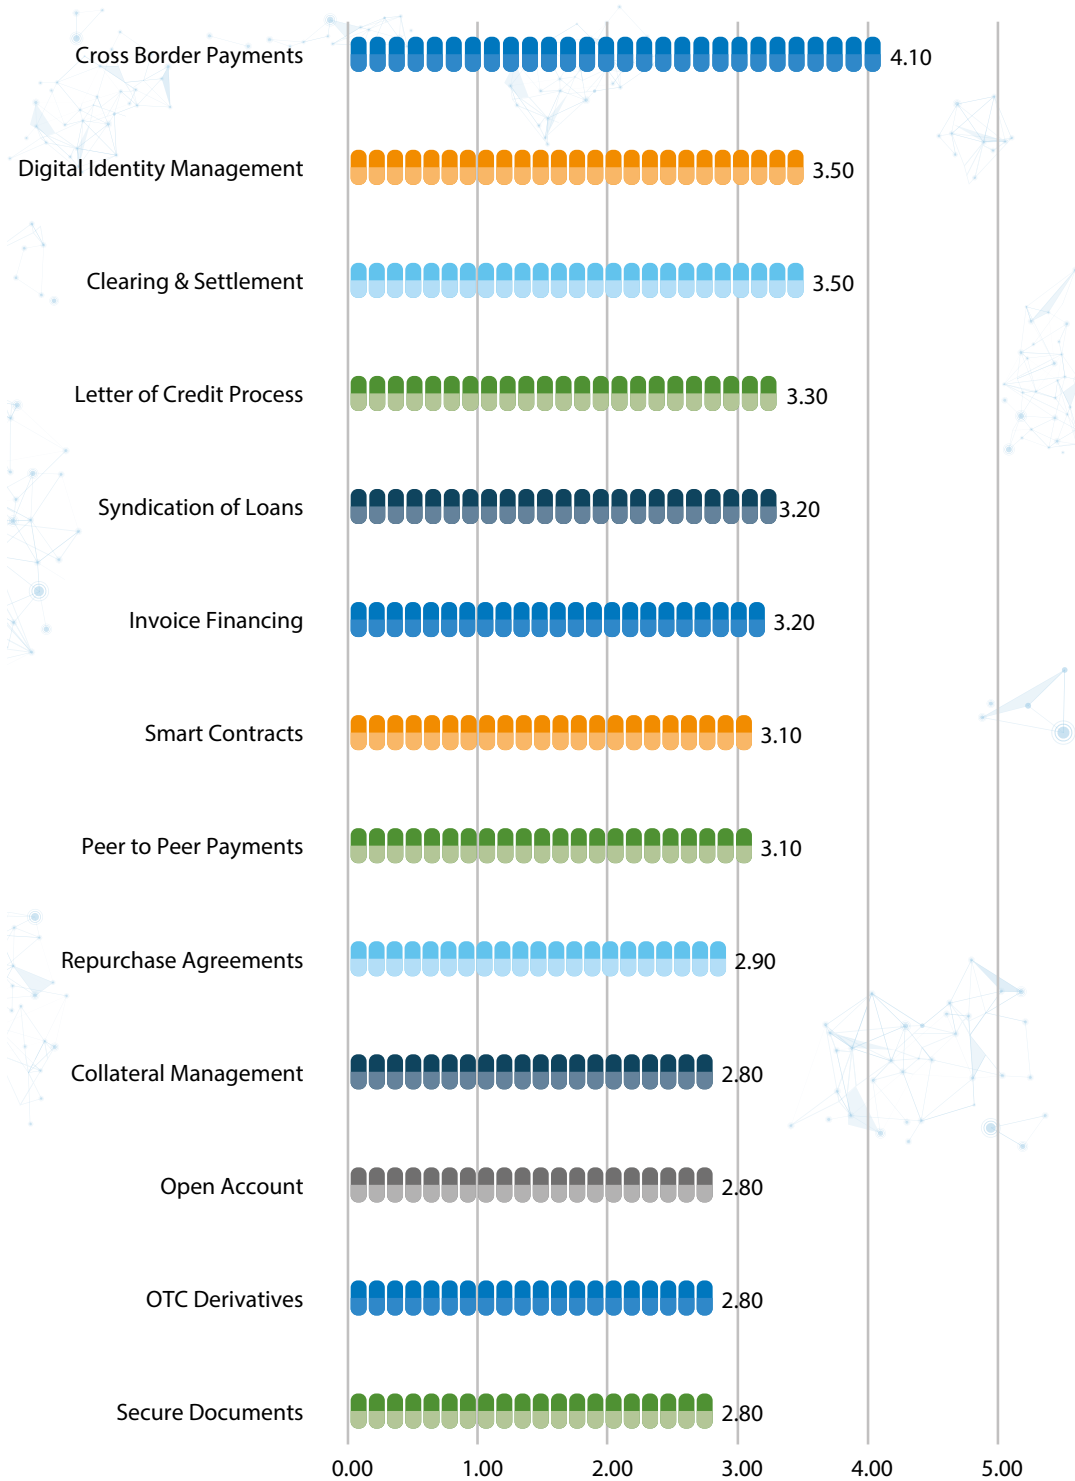 Cross Border Payments 4.10
Digital Identity Management 3.50
Clearing & Settlement 3.50
Letter of Credit Process 3.30
Syndication of Loans 3.20
Invoice Financing 3.20
Smart Contracts 3.10
Peer to Peer Payments 3.10
Repurchase Agreements 2.90
Collateral Management 2.80
Open Account 2.80
OTC Derivatives 2.80
Secure Documents 2.80
0.00 1.00 2.00 3.00 4.00 5.00